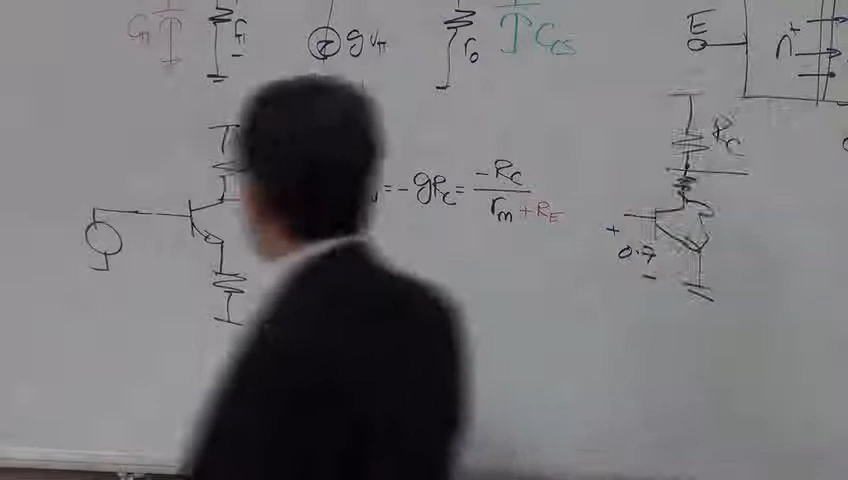 Cπ rπ gvπ ro Ccs
E n+
RC
= -gRC = -RC / rm + RE
+
0.7
-